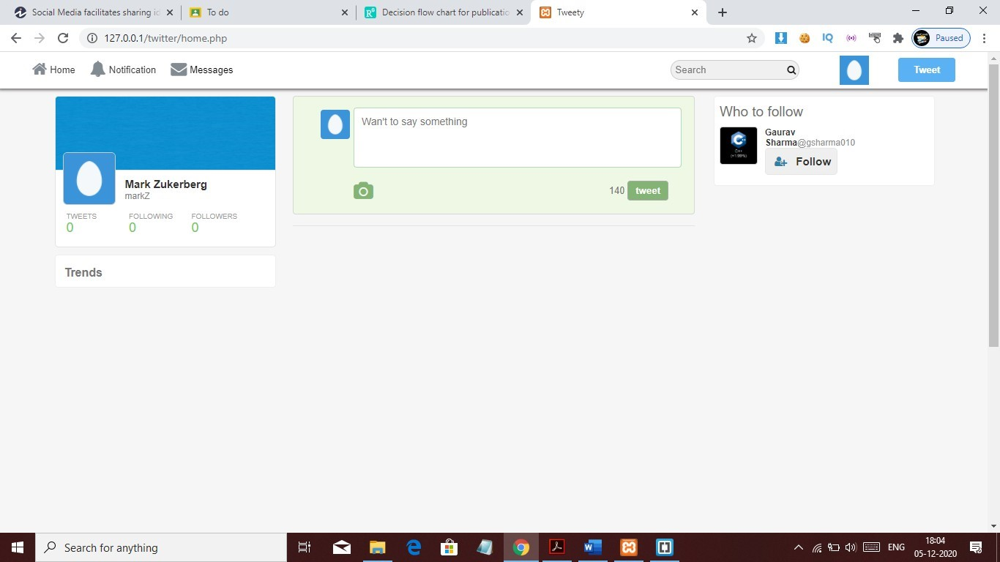 Social Media facilitates sharing ic
To do
Decision flow chart for publicatio
Tweety
127.0.0.1/twitter/home.php
IQ
Paused
Home
Notification
Messages
Search
Tweet
Mark Zukerberg
markZ
TWEETS
FOLLOWING
FOLLOWERS
0
0
0
Trends
Wan't to say something
140
tweet
Who to follow
Gaurav
Sharma@gsharma010
C++
Follow
Search for anything
ENG
18:04
05-12-2020